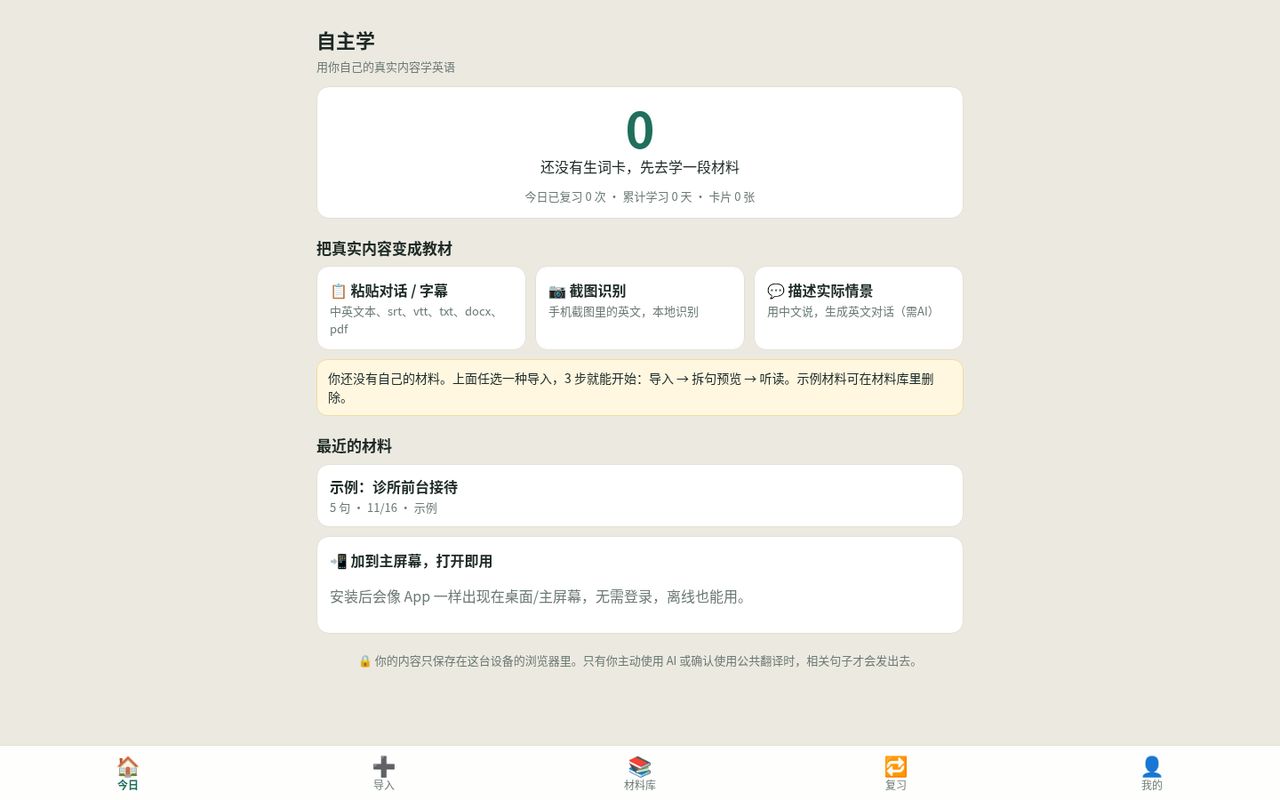 自主学
用你自己的真实内容学英语
0
还没有生词卡，先去学一段材料
今日已复习 0 次 · 累计学习 0 天 · 卡片 0 张
把真实内容变成教材
📋 粘贴对话 / 字幕
中英文本、srt、vtt、txt、docx、
pdf
📷 截图识别
手机截图里的英文，本地识别
💬 描述实际情景
用中文说，生成英文对话（需AI）
你还没有自己的材料。上面任选一种导入，3 步就能开始：导入 → 拆句预览 → 听读。示例材料可在材料库里删
除。
最近的材料
示例：诊所前台接待
5 句 · 11/16 · 示例
📲 加到主屏幕，打开即用
安装后会像 App 一样出现在桌面/主屏幕，无需登录，离线也能用。
🔒 你的内容只保存在这台设备的浏览器里。只有你主动使用 AI 或确认使用公共翻译时，相关句子才会发出去。
今日
导入
材料库
复习
我的